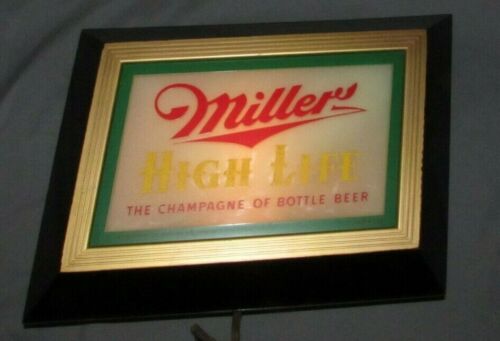 Miller
HIGH LIFE
THE CHAMPAGNE OF BOTTLE BEER